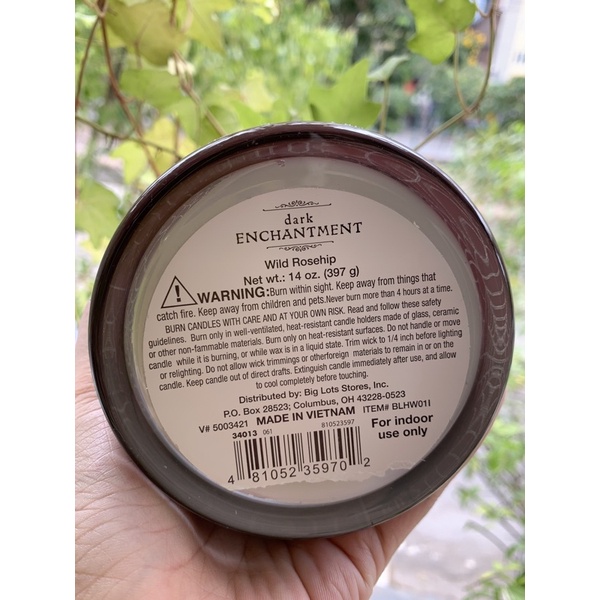 dark
ENCHANTMENT
Wild Rosehip
Net wt.: 14 oz. (397 g)
WARNING: Burn within sight. Keep away from things that
catch fire. Keep away from children and pets. Never burn more than 4 hours at a time.
BURN CANDLES WITH CARE AND AT YOUR OWN RISK. Read and follow these safety
guidelines. Burn only in well-ventilated, heat-resistant candle holders made of glass, ceramic
or other non-fammable materials. Burn only on heat-resistant surfaces. Do not handle or move
candle while it is burning, or while wax is in a liquid state. Trim wick to 1/4 inch before lighting
or relighting. Do not allow wick trimmings or otherforeign materials to remain in or on the
candle. Keep candle out of direct drafts. Extinguish candle immediately after use, and allow
to cool completely before touching.
Distributed by: Big Lots Stores, Inc.
P.O. Box 28523; Columbus, OH 43228-0523
V# 5003421 MADE IN VIETNAM ITEM# BLHW01I
34013 061 810523597
For indoor
use only
4 81052 35970 2